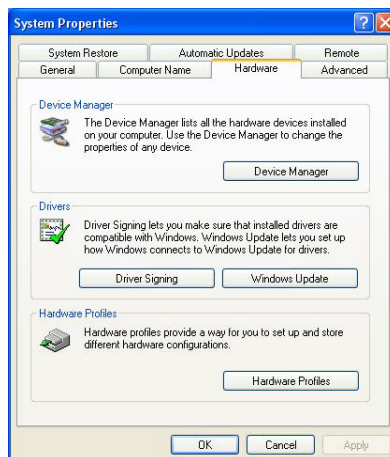 System Properties
System Restore Automatic Updates Remote
General Computer Name Hardware Advanced
Device Manager
The Device Manager lists all the hardware devices installed
on your computer. Use the Device Manager to change the
properties of any device.
Device Manager
Drivers
Driver Signing lets you make sure that installed drivers are
compatible with Windows. Windows Update lets you set up
how Windows connects to Windows Update for drivers.
Driver Signing Windows Update
Hardware Profiles
Hardware profiles provide a way for you to set up and store
different hardware configurations.
Hardware Profiles
OK Cancel Apply